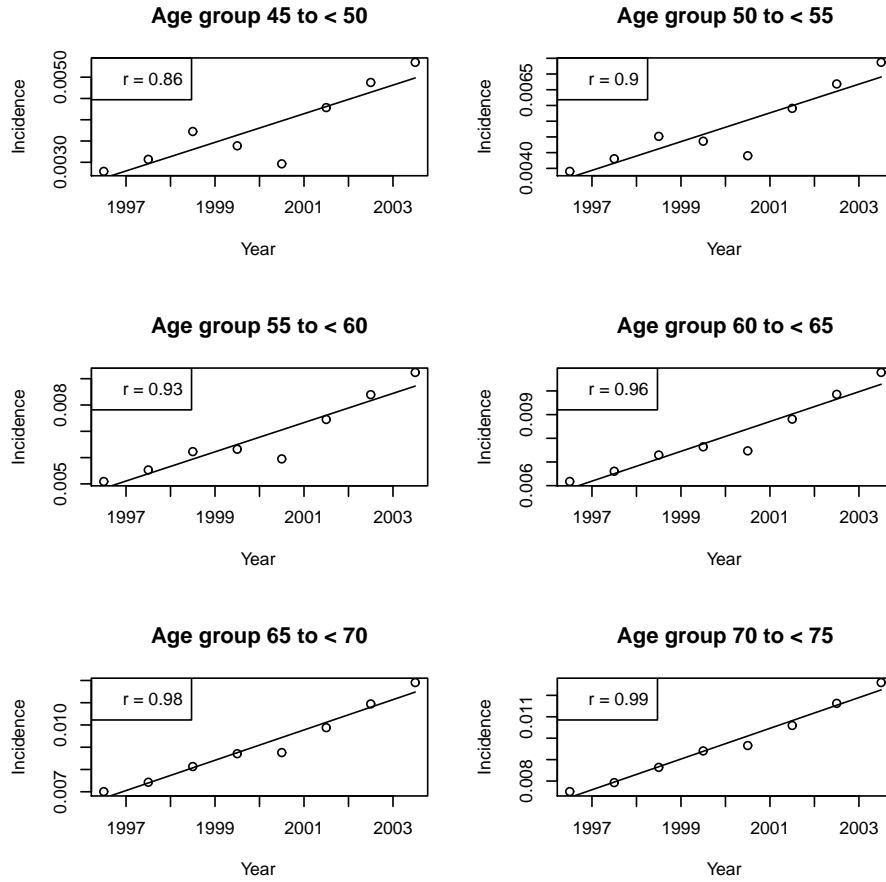 Age group 45 to < 50
r = 0.86
Incidence
0.0030 0.0050
1997 1999 2001 2003
Year
Age group 50 to < 55
r = 0.9
Incidence
0.0040 0.0065
1997 1999 2001 2003
Year
Age group 55 to < 60
r = 0.93
Incidence
0.005 0.008
1997 1999 2001 2003
Year
Age group 60 to < 65
r = 0.96
Incidence
0.006 0.009
1997 1999 2001 2003
Year
Age group 65 to < 70
r = 0.98
Incidence
0.007 0.010
1997 1999 2001 2003
Year
Age group 70 to < 75
r = 0.99
Incidence
0.008 0.011
1997 1999 2001 2003
Year